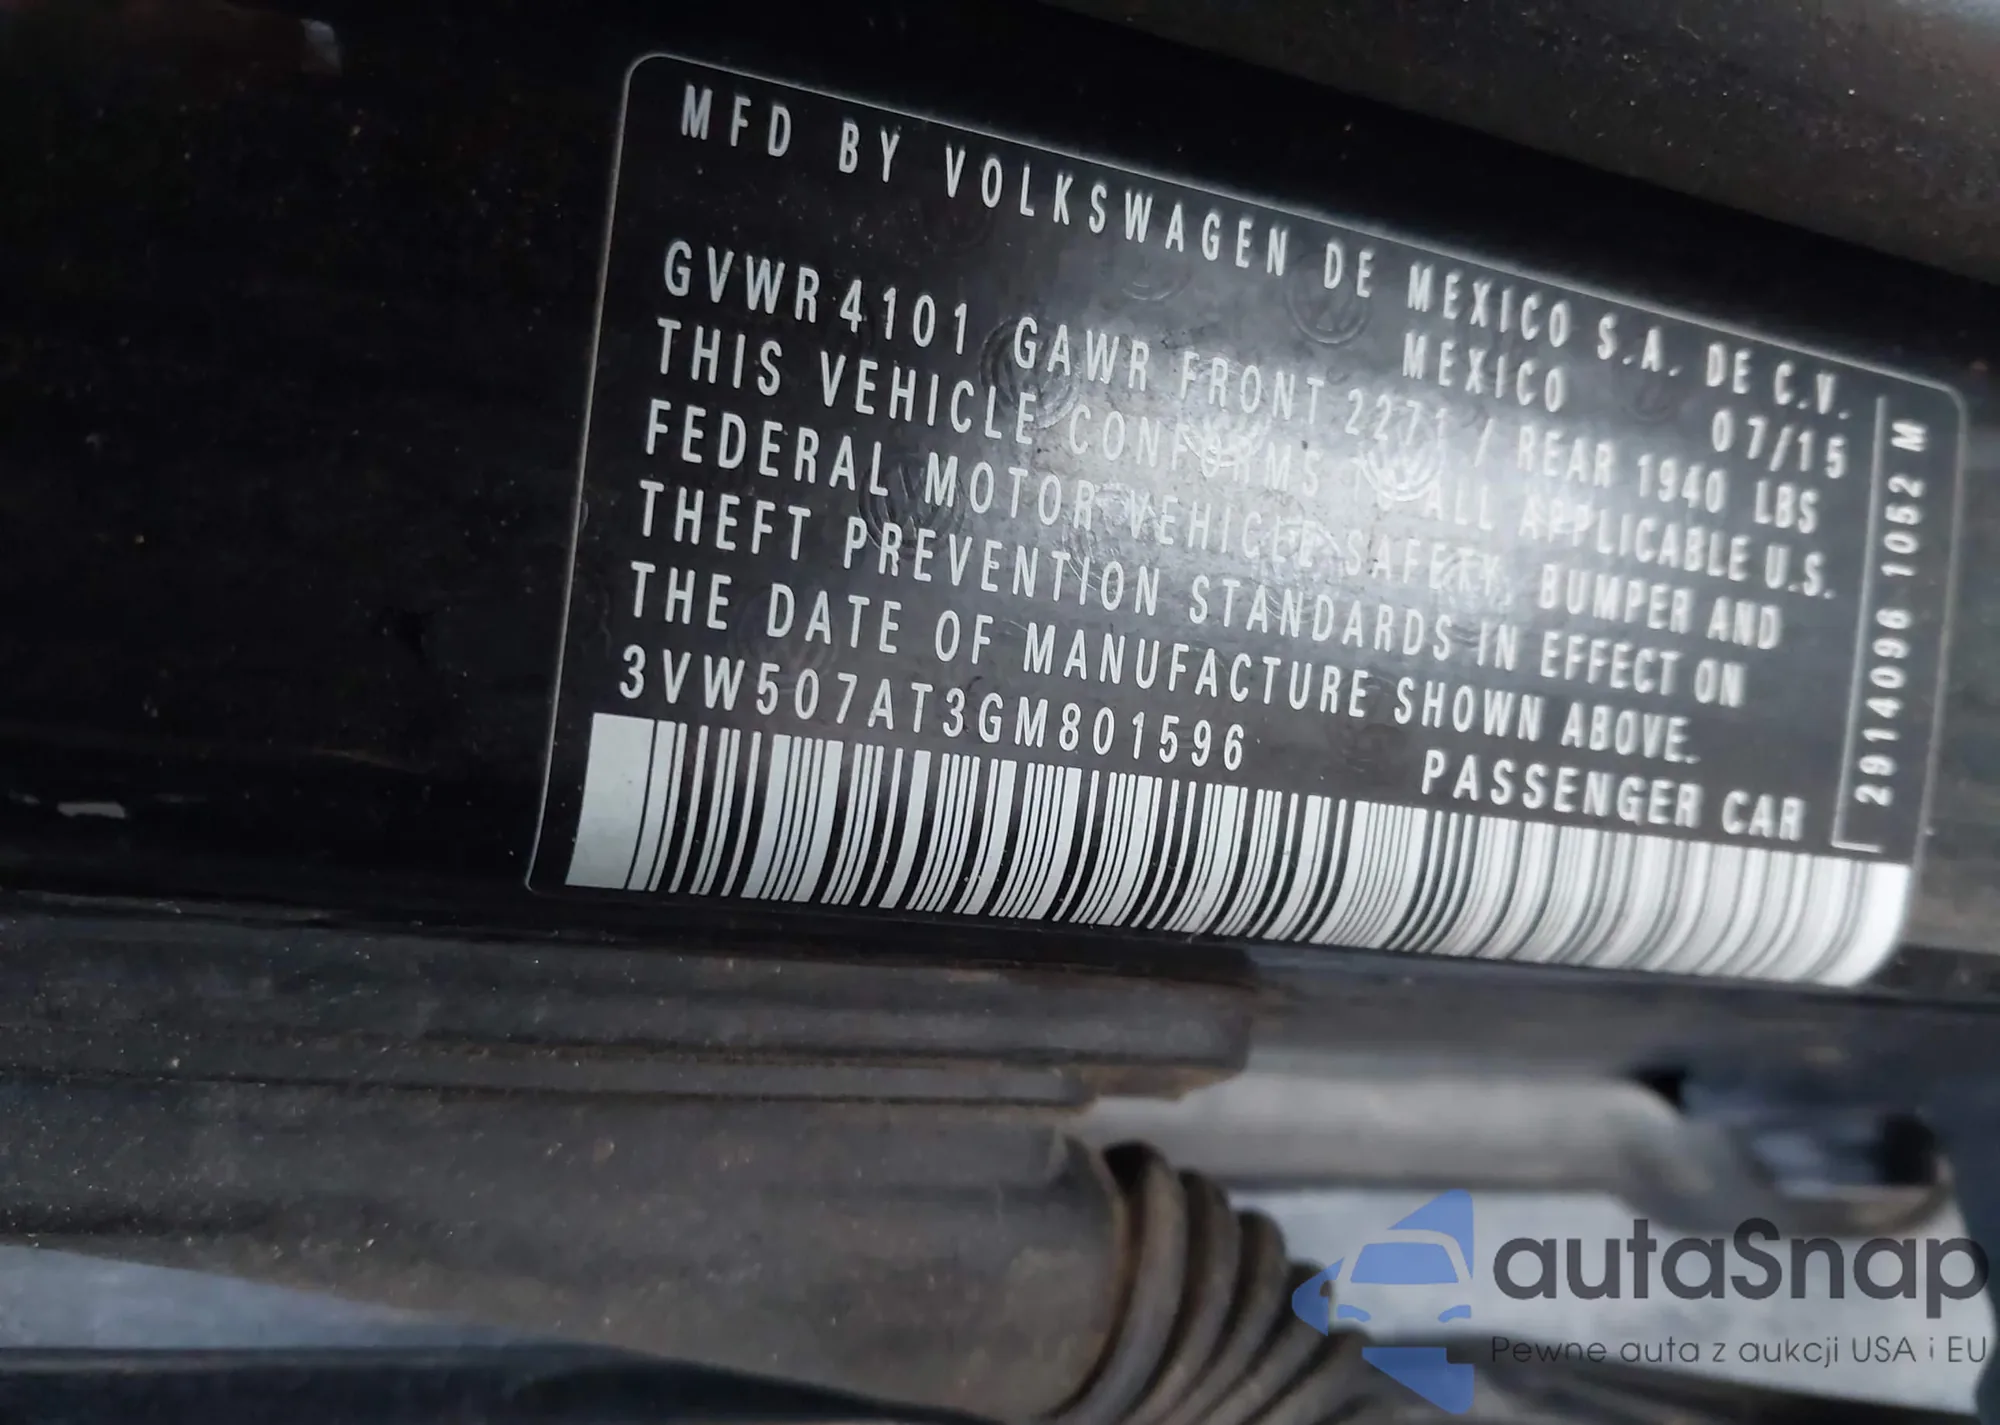 MFD BY VOLKSWAGEN DE MEXICO S.A. DE C.V.
MEXICO 07/15
GVWR 4101 GAWR FRONT 2271 / REAR 1940 LBS
THIS VEHICLE CONFORMS TO ALL APPLICABLE U.S.
FEDERAL MOTOR VEHICLE SAFETY, BUMPER AND
THEFT PREVENTION STANDARDS IN EFFECT ON
THE DATE OF MANUFACTURE SHOWN ABOVE.
3VW507AT3GM801596 PASSENGER CAR
2914096 1052 M
autaSnap
Pewne auta z aukcji USA i EU